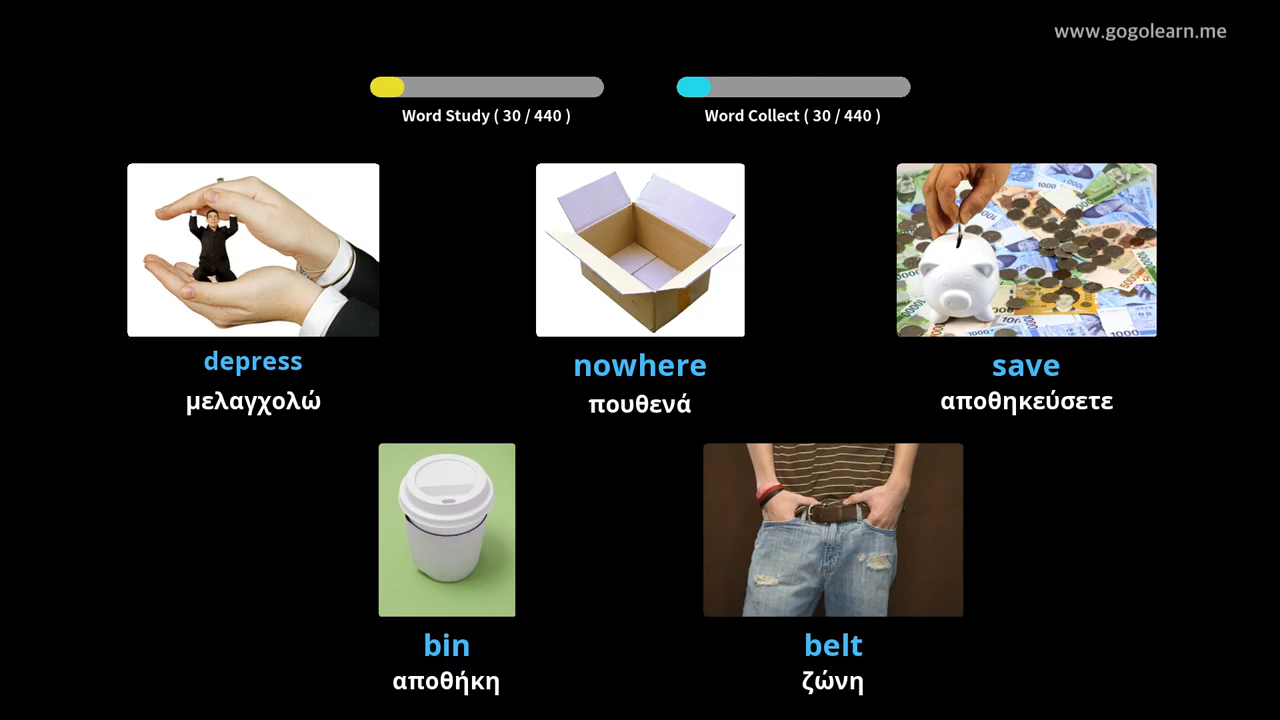 www.gogolearn.me
Word Study ( 30 / 440 )
Word Collect ( 30 / 440 )
depress
μελαγχολώ
nowhere
πουθενά
save
αποθηκεύσετε
bin
αποθήκη
belt
ζώνη